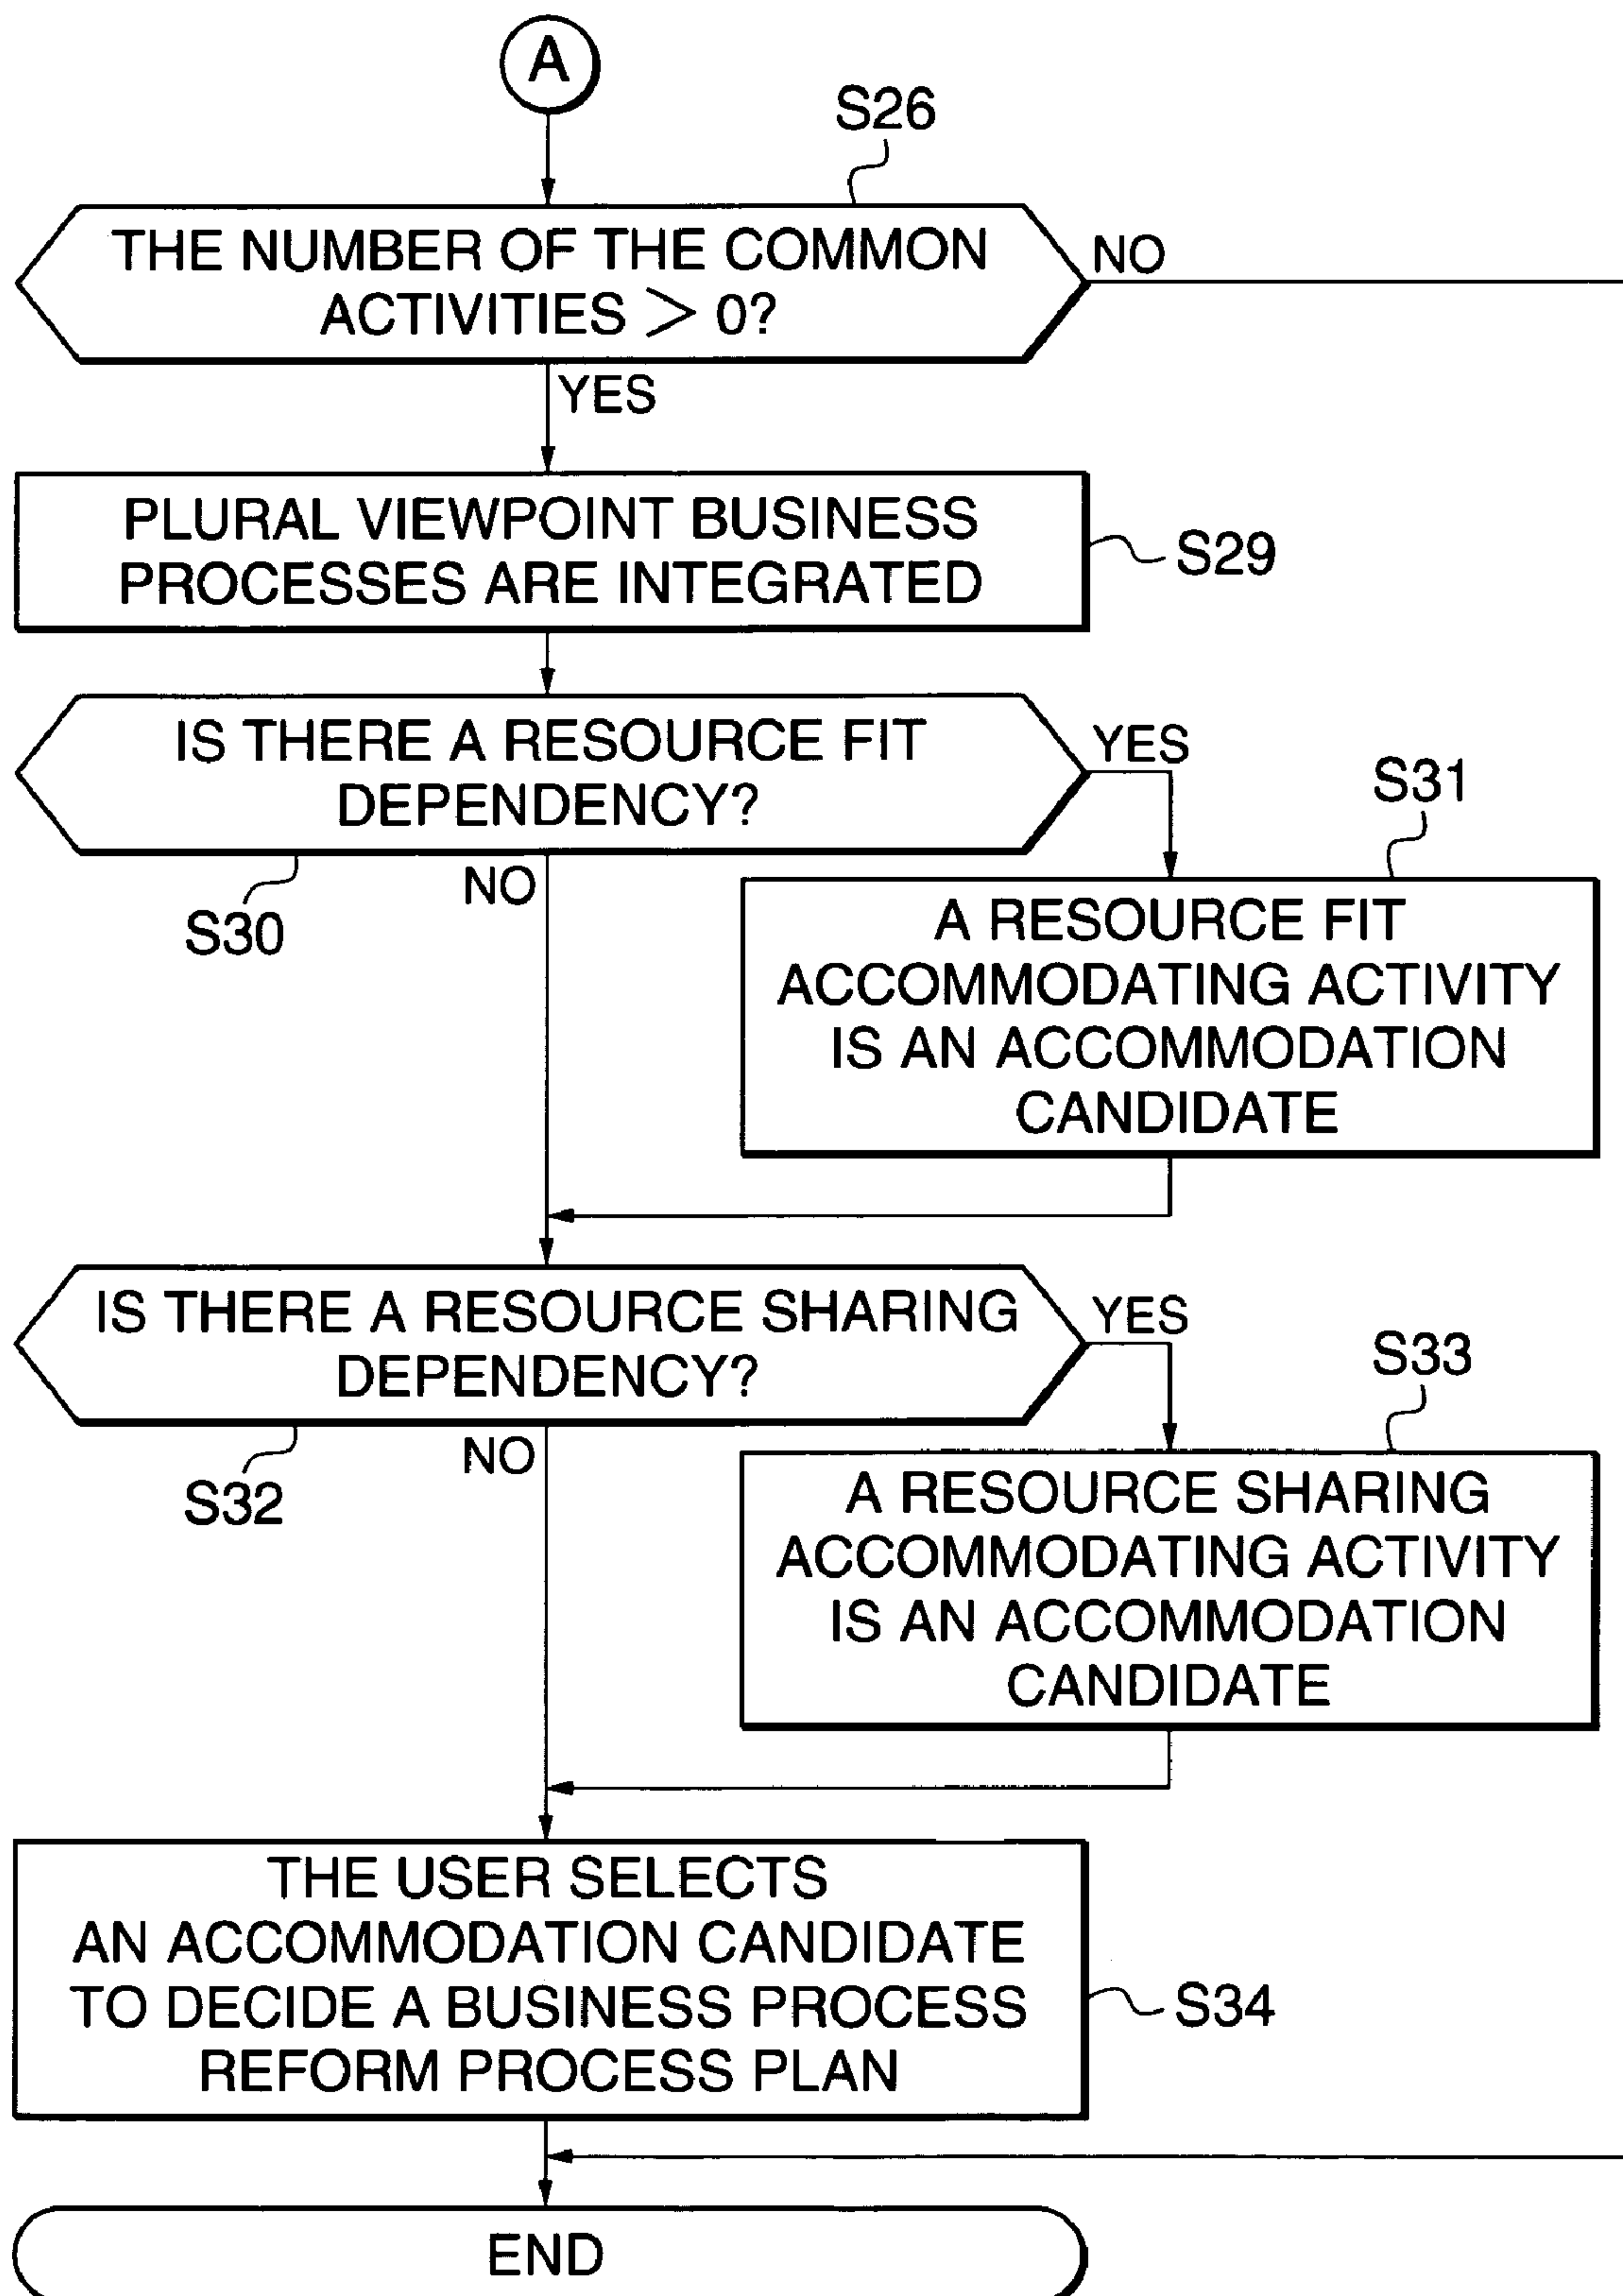 A
S26
THE NUMBER OF THE COMMON
ACTIVITIES > 0?
NO
YES
PLURAL VIEWPOINT BUSINESS
PROCESSES ARE INTEGRATED
S29
IS THERE A RESOURCE FIT
DEPENDENCY?
YES
S30
NO
S31
A RESOURCE FIT
ACCOMMODATING ACTIVITY
IS AN ACCOMMODATION
CANDIDATE
IS THERE A RESOURCE SHARING
DEPENDENCY?
YES
S32
NO
S33
A RESOURCE SHARING
ACCOMMODATING ACTIVITY
IS AN ACCOMMODATION
CANDIDATE
THE USER SELECTS
AN ACCOMMODATION CANDIDATE
TO DECIDE A BUSINESS PROCESS
REFORM PROCESS PLAN
S34
END